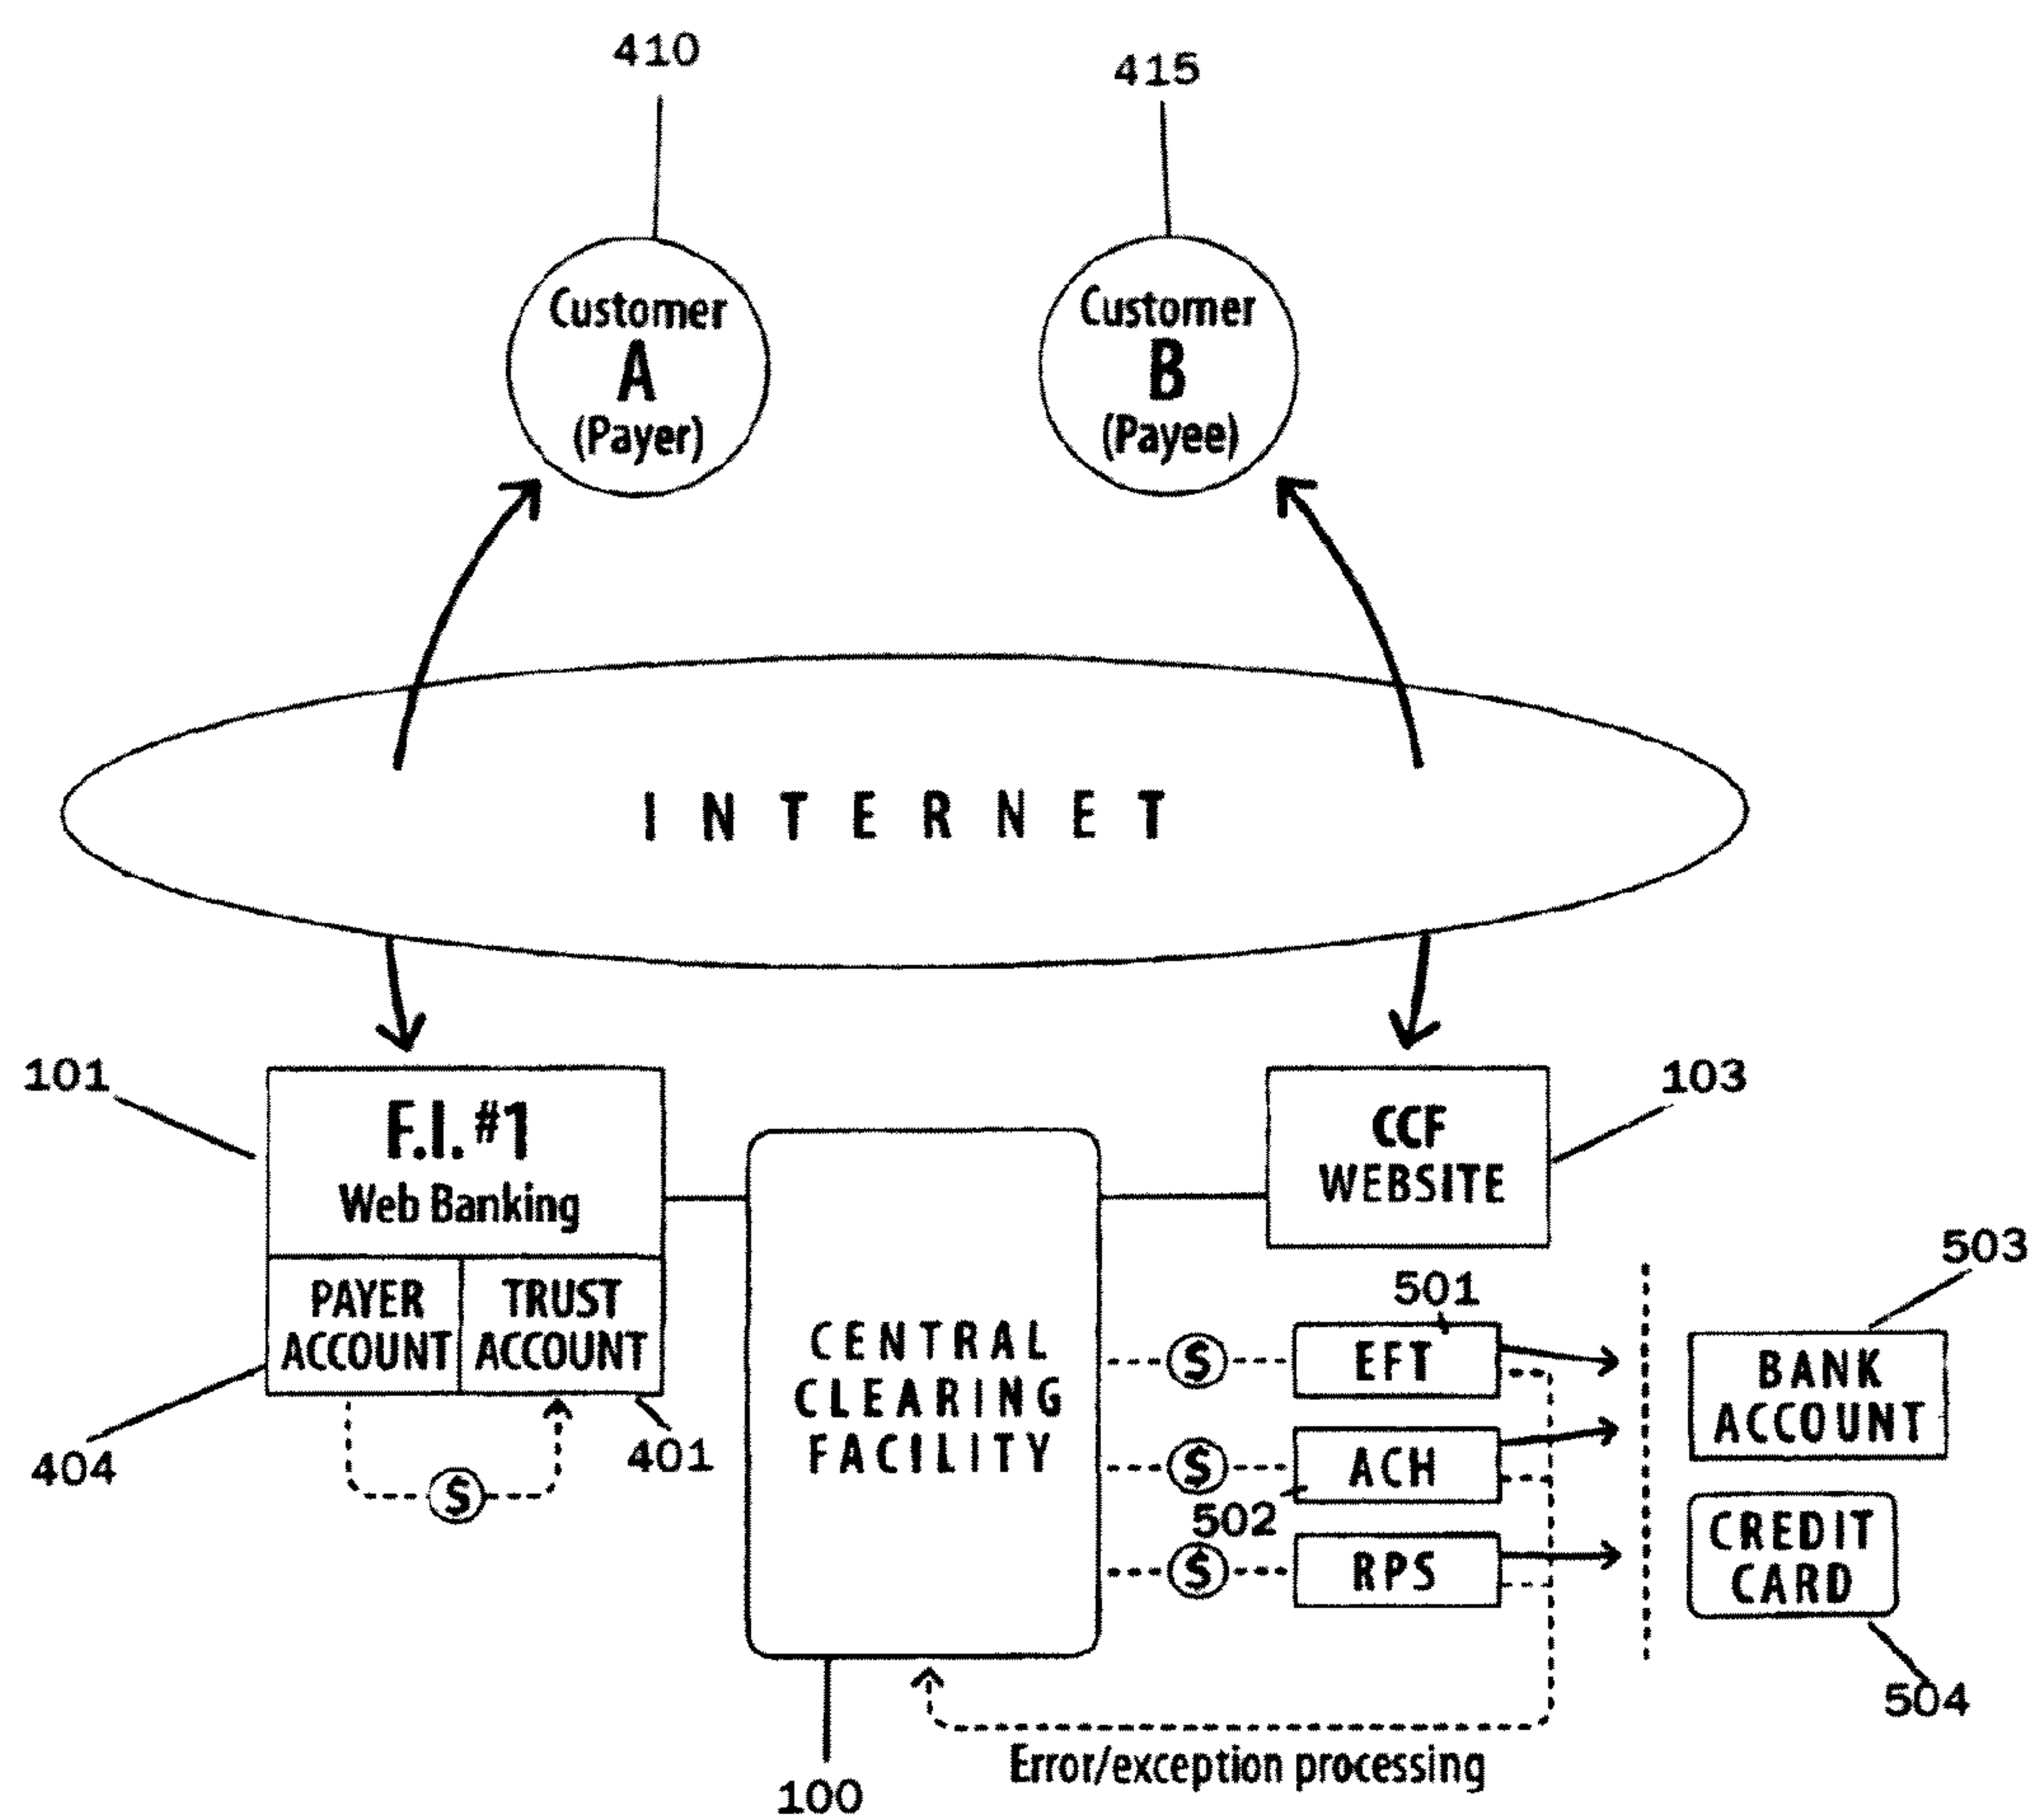 410
415
Customer
A
(Payer)
Customer
B
(Payee)
INTERNET
101
F.I. #1
Web Banking
PAYER
ACCOUNT
TRUST
ACCOUNT
404
401
$
CENTRAL
CLEARING
FACILITY
100
CCF
WEBSITE
103
501
$
EFT
$
ACH
502
$
RPS
503
BANK
ACCOUNT
CREDIT
CARD
504
Error/exception processing